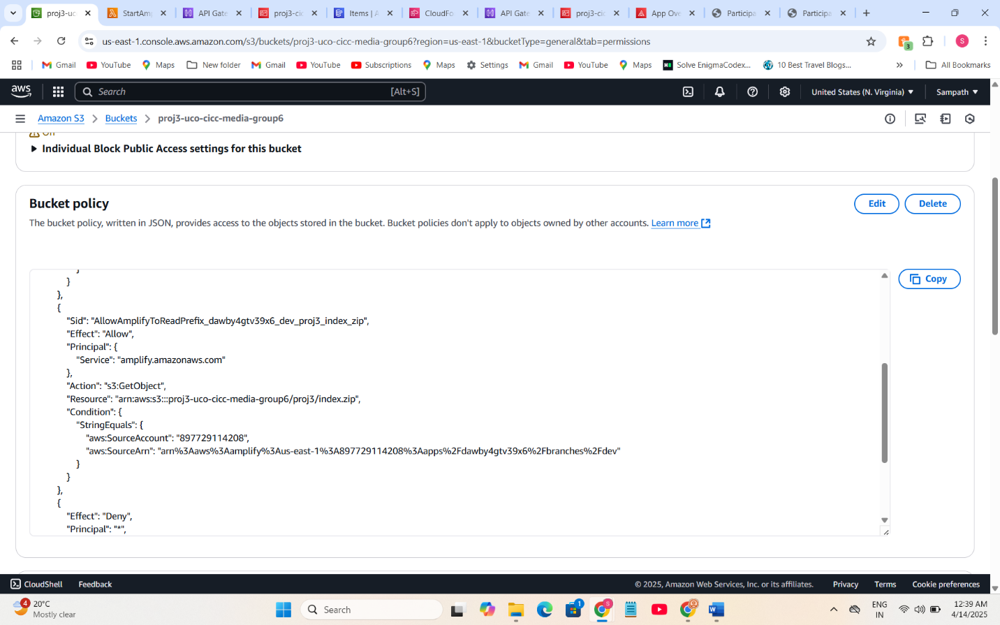 proj3-uc
StartAm
API Gate
proj3-cic
Items | A
CloudFo
API Gate
proj3-cic
App Ove
Participa
Participa
us-east-1.console.aws.amazon.com/s3/buckets/proj3-uco-cicc-media-group6?region=us-east-1&bucketType=general&tab=permissions
3
S
Gmail YouTube Maps New folder Gmail YouTube Subscriptions Maps Settings Gmail YouTube Maps Solve EnigmaCodex... 10 Best Travel Blogs... » All Bookmarks
aws Search [Alt+S] United States (N. Virginia) Sampath
Amazon S3 Buckets proj3-uco-cicc-media-group6
Off
Individual Block Public Access settings for this bucket
Bucket policy
Edit Delete
The bucket policy, written in JSON, provides access to the objects stored in the bucket. Bucket policies don't apply to objects owned by other accounts. Learn more
Copy
}
}
},
{
"Sid": "AllowAmplifyToReadPrefix_dawby4gtv39x6_dev_proj3_index_zip",
"Effect": "Allow",
"Principal": {
"Service": "amplify.amazonaws.com"
},
"Action": "s3:GetObject",
"Resource": "arn:aws:s3:::proj3-uco-cicc-media-group6/proj3/index.zip",
"Condition": {
"StringEquals": {
"aws:SourceAccount": "897729114208",
"aws:SourceArn": "arn%3Aaws%3Aamplify%3Aus-east-1%3A897729114208%3Aapps%2Fdawby4gtv39x6%2Fbranches%2Fdev"
}
}
},
{
"Effect": "Deny",
"Principal": "*",
CloudShell Feedback © 2025, Amazon Web Services, Inc. or its affiliates. Privacy Terms Cookie preferences
4
20°C
Mostly clear
Search
1
S
ENG
IN
12:39 AM
4/14/2025